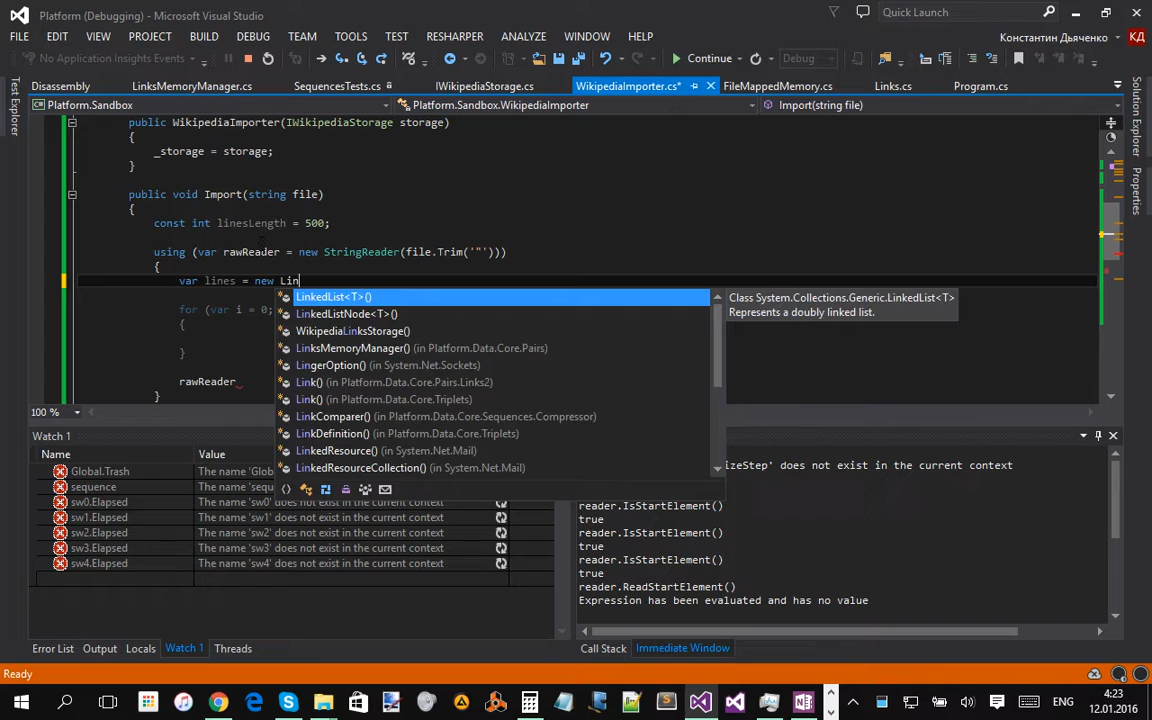 Platform (Debugging) - Microsoft Visual Studio
Quick Launch
FILE EDIT VIEW PROJECT BUILD DEBUG TEAM TOOLS TEST RESHARPER ANALYZE WINDOW HELP
Константин Дьяченко КД
No Application Insights Events
Continue
Debug
Disassembly LinksMemoryManager.cs SequencesTests.cs IWikipediaStorage.cs WikipediaImporter.cs* FileMappedMemory.cs Links.cs Program.cs
Test Explorer
Solution Explorer
Properties
Platform.Sandbox Platform.Sandbox.WikipediaImporter Import(string file)
public WikipediaImporter(IWikipediaStorage storage)
{
_storage = storage;
}
public void Import(string file)
{
const int linesLength = 500;
using (var rawReader = new StringReader(file.Trim('"')))
{
var lines = new Lin
for (var i = 0;
{
}
rawReader
}
LinkedList<T>()
LinkedListNode<T>()
WikipediaLinksStorage()
LinksMemoryManager() (in Platform.Data.Core.Pairs)
LingerOption() (in System.Net.Sockets)
Link() (in Platform.Data.Core.Pairs.Links2)
Link() (in Platform.Data.Core.Triplets)
LinkComparer() (in Platform.Data.Core.Sequences.Compressor)
LinkDefinition() (in Platform.Data.Core.Triplets)
LinkedResource() (in System.Net.Mail)
LinkedResourceCollection() (in System.Net.Mail)
Class System.Collections.Generic.LinkedList<T>
Represents a doubly linked list.
100 %
Watch 1
Name Value
Global.Trash The name 'Glob
sequence The name 'sequ
sw0.Elapsed The name 'sw0' does not exist in the current context
sw1.Elapsed The name 'sw1' does not exist in the current context
sw2.Elapsed The name 'sw2' does not exist in the current context
sw3.Elapsed The name 'sw3' does not exist in the current context
sw4.Elapsed The name 'sw4' does not exist in the current context
izeStep' does not exist in the current context
reader.IsStartElement()
true
reader.IsStartElement()
true
reader.IsStartElement()
true
reader.ReadStartElement()
Expression has been evaluated and has no value
Error List Output Locals Watch 1 Threads
Call Stack Immediate Window
Ready
ENG
4:23
12.01.2016